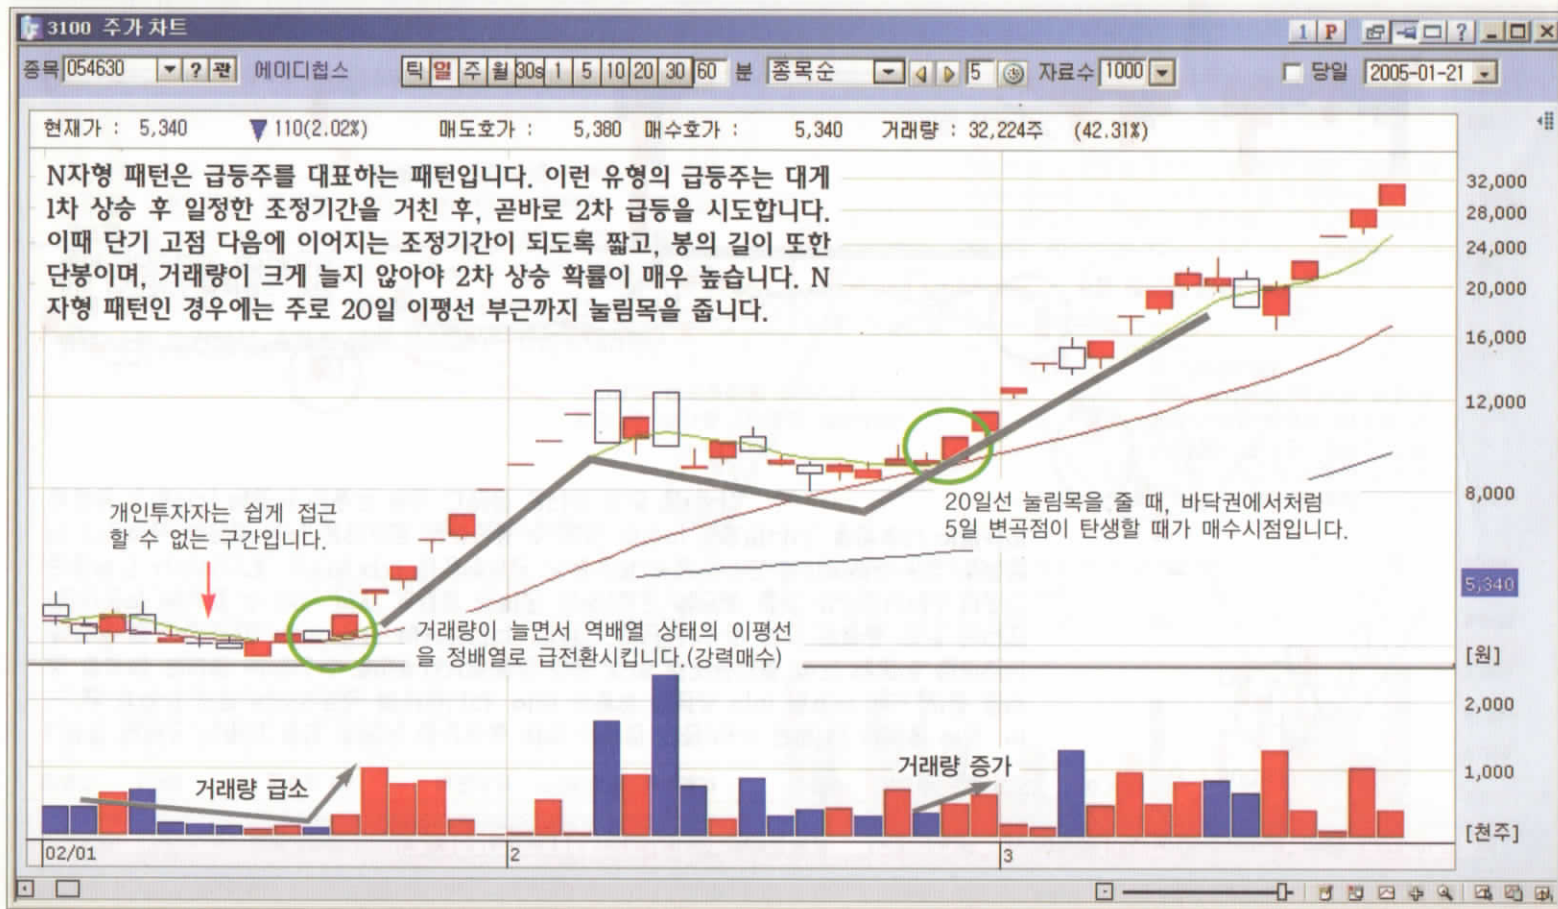 3100 주가 차트
1 P ?
종목 054630 ? 관 에이디칩스 틱 일 주 월 30s 1 5 10 20 30 60 분 종목순 5 자료수 1000 당일 2005-01-21
현재가 : 5,340 ▼ 110(2.02%) 매도호가 : 5,380 매수호가 : 5,340 거래량 : 32,224주 (42.31%)
N자형 패턴은 급등주를 대표하는 패턴입니다. 이런 유형의 급등주는 대게
1차 상승 후 일정한 조정기간을 거친 후, 곧바로 2차 급등을 시도합니다.
이때 단기 고점 다음에 이어지는 조정기간이 되도록 짧고, 봉의 길이 또한
단봉이며, 거래량이 크게 늘지 않아야 2차 상승 확률이 매우 높습니다. N
자형 패턴인 경우에는 주로 20일 이평선 부근까지 눌림목을 줍니다.
32,000
28,000
24,000
20,000
16,000
12,000
8,000
5,340
[원]
개인투자자는 쉽게 접근
할 수 없는 구간입니다.
20일선 눌림목을 줄 때, 바닥권에서처럼
5일 변곡점이 탄생할 때가 매수시점입니다.
거래량이 늘면서 역배열 상태의 이평선
을 정배열로 급전환시킵니다.(강력매수)
2,000
1,000
[천주]
거래량 급소
거래량 증가
02/01 2 3